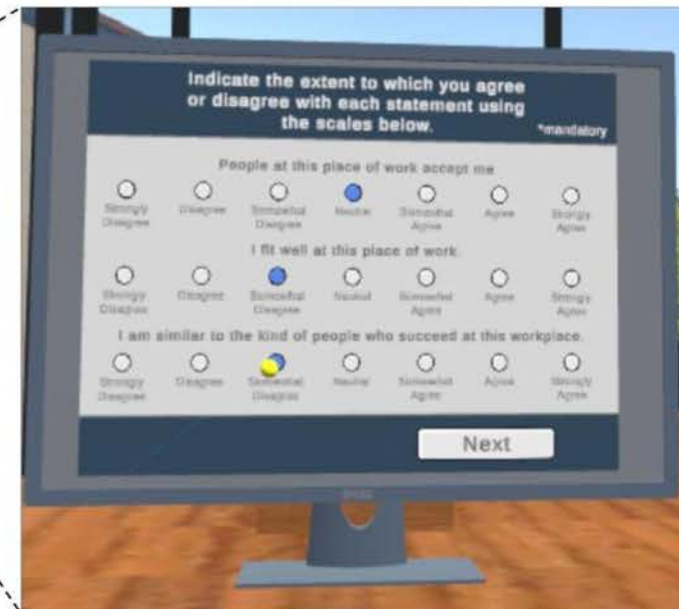 Indicate the extent to which you agree
or disagree with each statement using
the scales below.
*mandatory
People at this place of work accept me
Strongly Disagree Somewhat Neutral Somewhat Agree Strongly
Disagree Disagree Agree Agree
I fit well at this place of work.
Strongly Disagree Somewhat Neutral Somewhat Agree Strongly
Disagree Disagree Agree Agree
I am similar to the kind of people who succeed at this workplace.
Strongly Disagree Somewhat Neutral Somewhat Agree Strongly
Disagree Disagree Agree Agree
Next